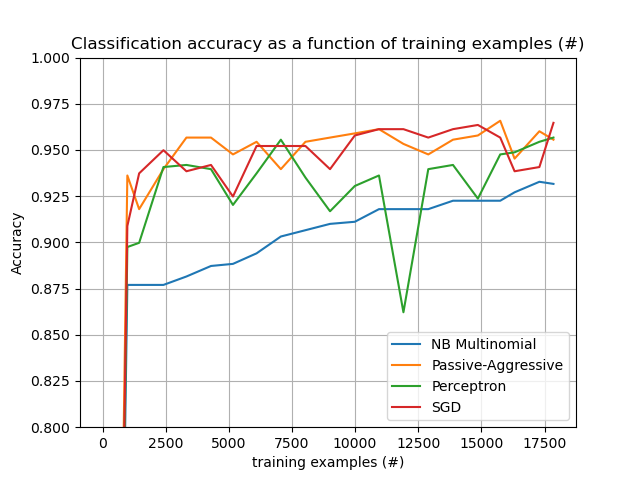 Classification accuracy as a function of training examples (#)
1.000
0.975
0.950
0.925
0.900
0.875
0.850
0.825
0.800
Accuracy
NB Multinomial
Passive-Aggressive
Perceptron
SGD
0 2500 5000 7500 10000 12500 15000 17500
training examples (#)